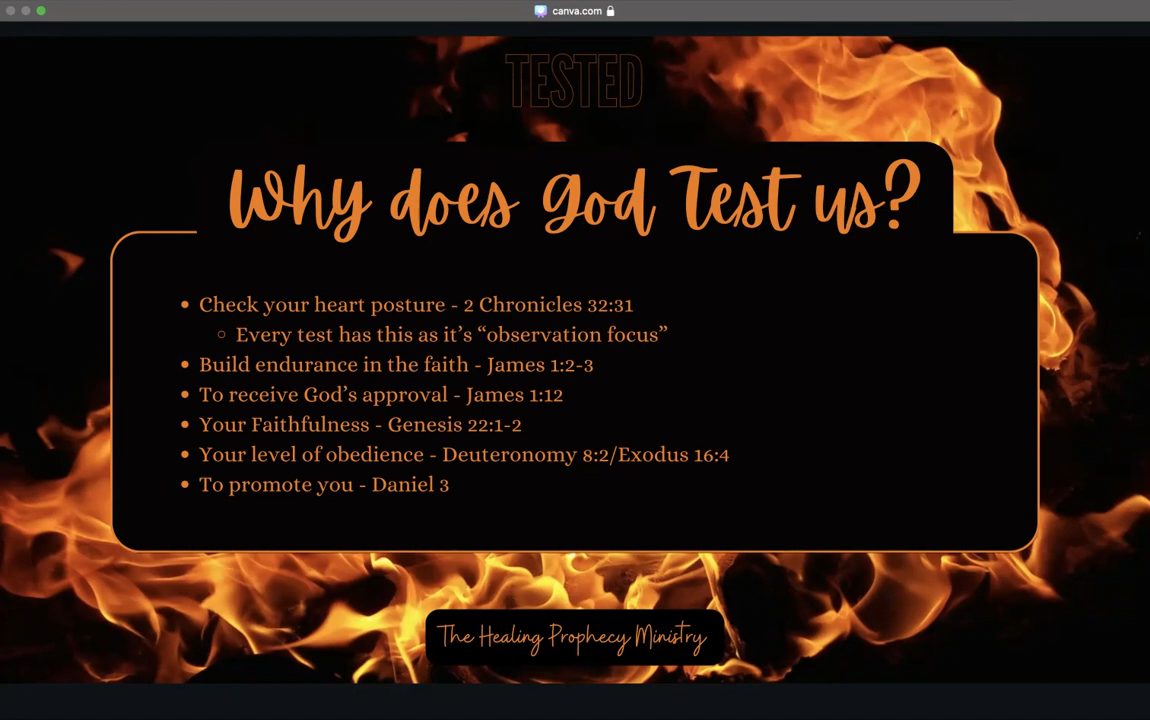 canva.com
TESTED
Why does God Test us?
• Check your heart posture - 2 Chronicles 32:31
○ Every test has this as it’s “observation focus”
• Build endurance in the faith - James 1:2-3
• To receive God’s approval - James 1:12
• Your Faithfulness - Genesis 22:1-2
• Your level of obedience - Deuteronomy 8:2/Exodus 16:4
• To promote you - Daniel 3
The Healing Prophecy Ministry